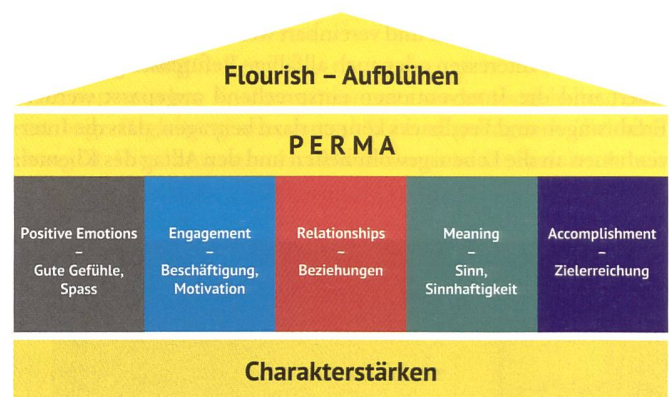 Flourish – Aufblühen
PERMA
Positive Emotions
–
Gute Gefühle,
Spass
Engagement
–
Beschäftigung,
Motivation
Relationships
–
Beziehungen
Meaning
–
Sinn,
Sinnhaftigkeit
Accomplishment
–
Zielerreichung
Charakterstärken